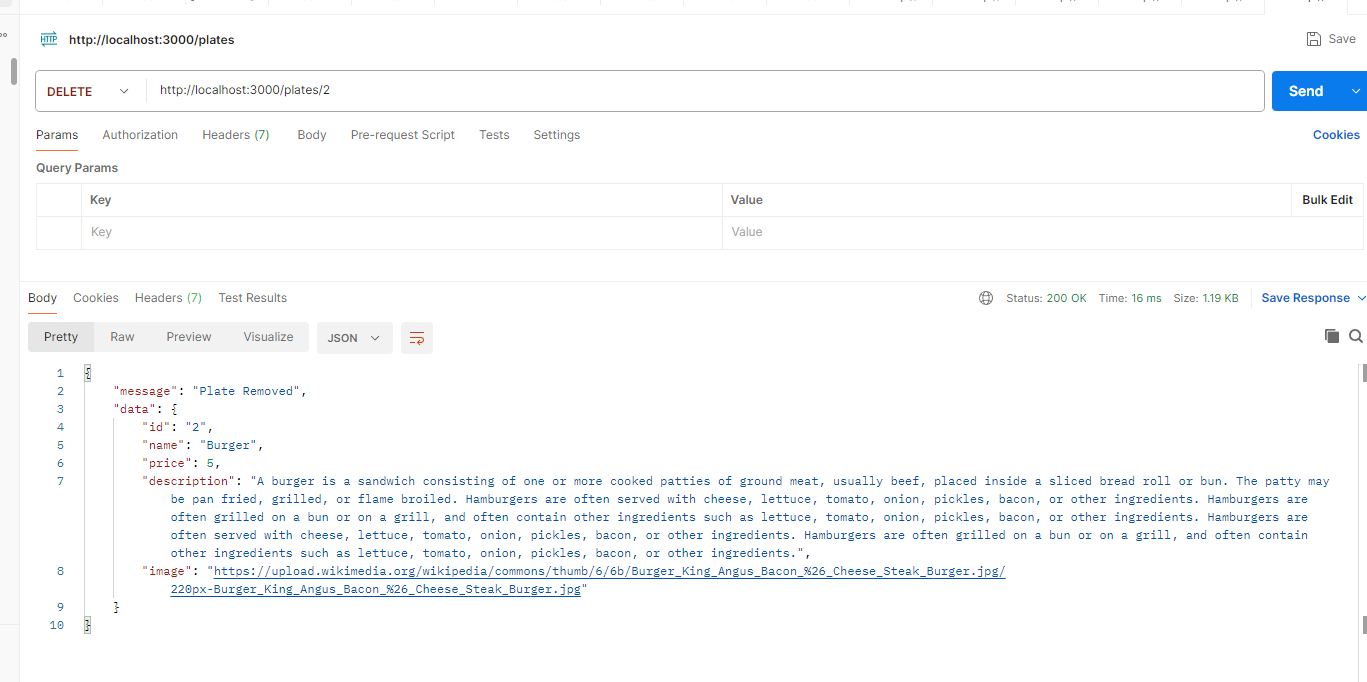 HTTP http://localhost:3000/plates Save
DELETE http://localhost:3000/plates/2 Send
Params Authorization Headers (7) Body Pre-request Script Tests Settings Cookies
Query Params
Key Value Bulk Edit
Key Value
Body Cookies Headers (7) Test Results Status: 200 OK Time: 16 ms Size: 1.19 KB Save Response
Pretty Raw Preview Visualize JSON
1 {
2 "message": "Plate Removed",
3 "data": {
4 "id": "2",
5 "name": "Burger",
6 "price": 5,
7 "description": "A burger is a sandwich consisting of one or more cooked patties of ground meat, usually beef, placed inside a sliced bread roll or bun. The patty may
be pan fried, grilled, or flame broiled. Hamburgers are often served with cheese, lettuce, tomato, onion, pickles, bacon, or other ingredients. Hamburgers are
often grilled on a bun or on a grill, and often contain other ingredients such as lettuce, tomato, onion, pickles, bacon, or other ingredients. Hamburgers are
often served with cheese, lettuce, tomato, onion, pickles, bacon, or other ingredients. Hamburgers are often grilled on a bun or on a grill, and often contain
other ingredients such as lettuce, tomato, onion, pickles, bacon, or other ingredients.",
8 "image": "https://upload.wikimedia.org/wikipedia/commons/thumb/6/6b/Burger_King_Angus_Bacon_%26_Cheese_Steak_Burger.jpg/
220px-Burger_King_Angus_Bacon_%26_Cheese_Steak_Burger.jpg"
9 }
10 }